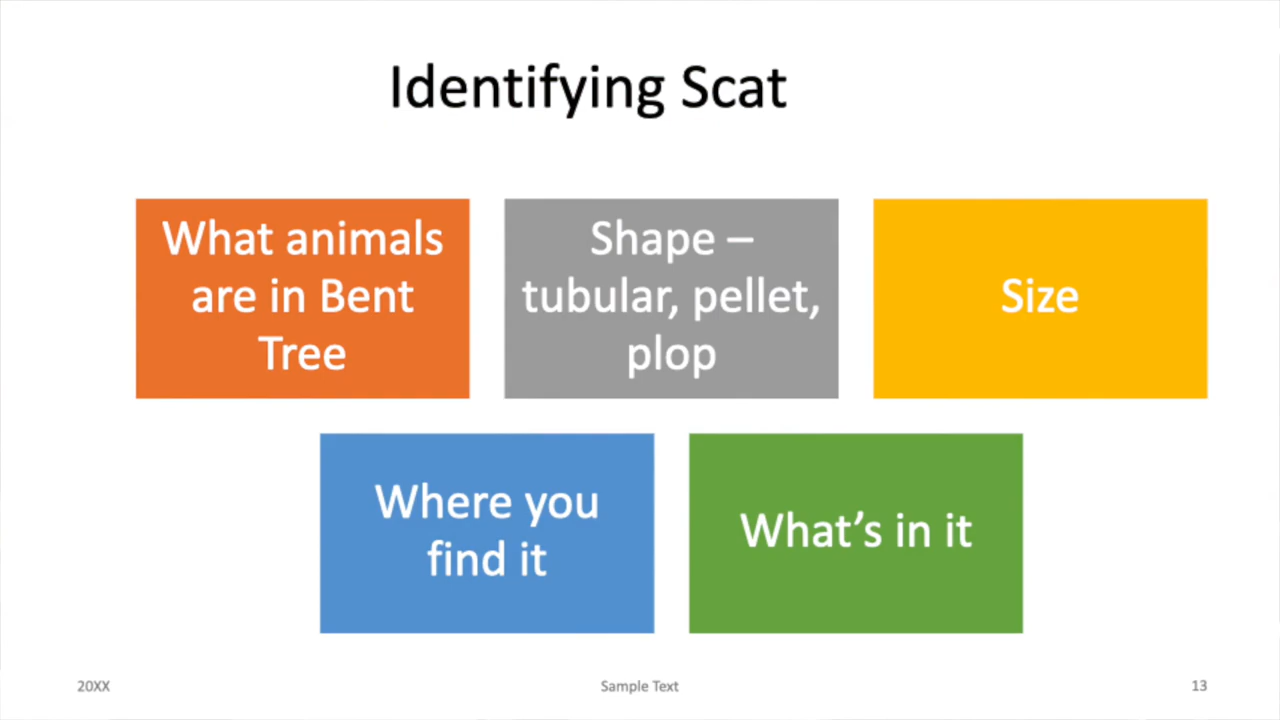 Identifying Scat
What animals
are in Bent
Tree
Shape –
tubular, pellet,
plop
Size
Where you
find it
What’s in it
20XX
Sample Text
13